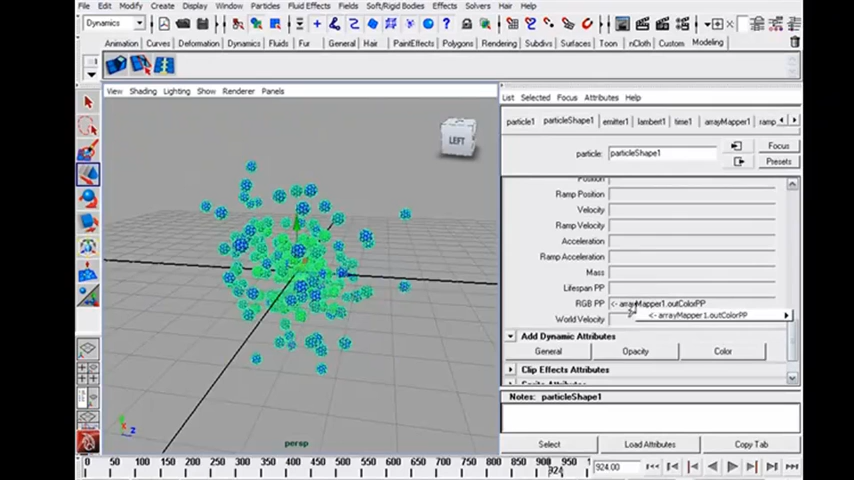 File Edit Modify Create Display Window Particles Fluid Effects Fields Soft/Rigid Bodies Effects Solvers Hair Help
Dynamics
Animation Curves Deformation Dynamics Fluids Fur General Hair PaintEffects Polygons Rendering Subdivs Surfaces Toon nCloth Custom Modeling
View Shading Lighting Show Renderer Panels
LEFT
persp
z
List Selected Focus Attributes Help
particle1 particleShape1 emitter1 lambert1 time1 arrayMapper1 ramp
particle: particleShape1
Focus
Presets
Position
Ramp Position
Velocity
Ramp Velocity
Acceleration
Ramp Acceleration
Mass
Lifespan PP
RGB PP <- arrayMapper1.outColorPP
<- arrayMapper1.outColorPP
World Velocity
Add Dynamic Attributes
General Opacity Color
Clip Effects Attributes
Notes: particleShape1
Select Load Attributes Copy Tab
0 50 100 150 200 250 300 350 400 450 500 550 600 650 700 750 800 850 900 950 1
924
924.00